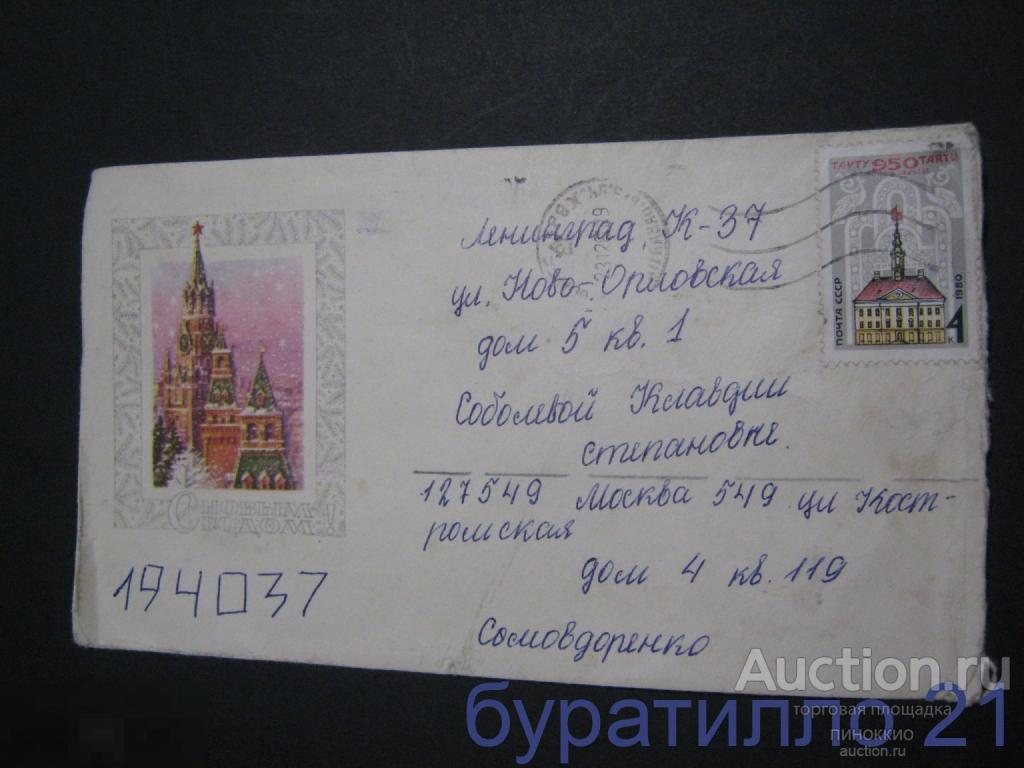 ТАРТУ 950 TARTU
ПОЧТА СССР
1980
4 к
Ленинград К-37
ул. Ново-Орловская
дом 5 кв. 1
Соболевой Клавдии
Степановне.
127549 Москва 549 ул Кост-
ромская
дом 4 кв. 119
Сомовдоренко
С НОВЫМ
ГОДОМ!
194037
Auction.ru
торговая площадка
буратилло 21
пиноккио
auction.ru